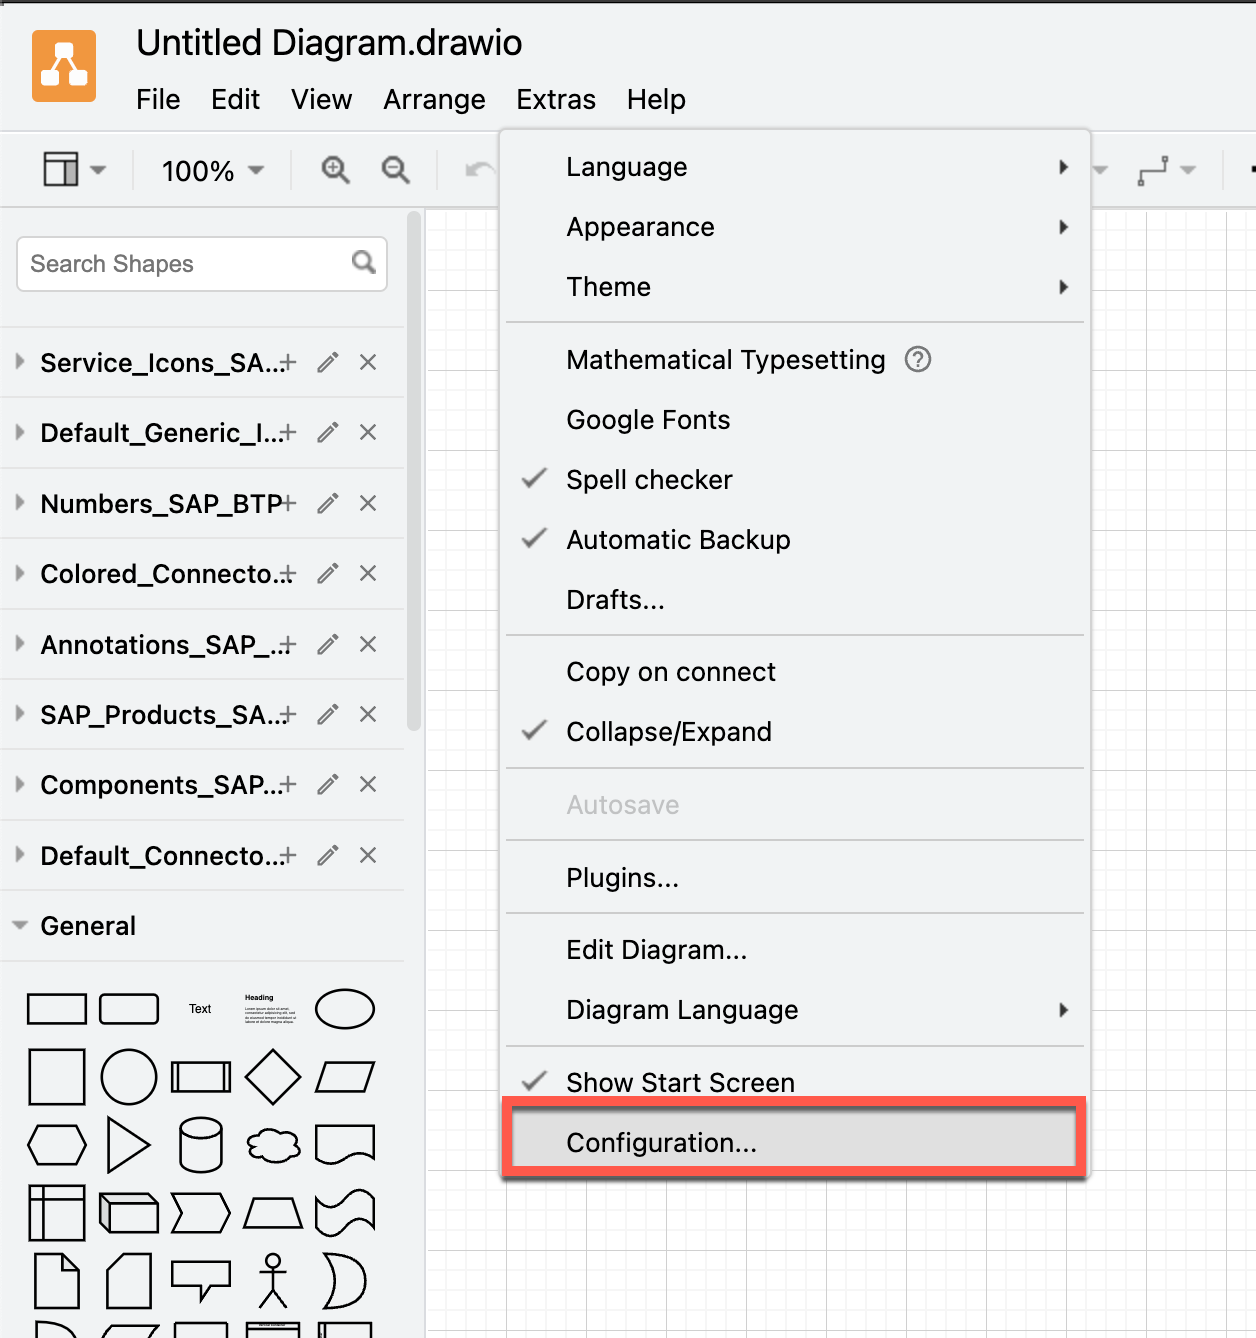 Untitled Diagram.drawio
File Edit View Arrange Extras Help
100%
Search Shapes
Service_Icons_SA...
Default_Generic_I...
Numbers_SAP_BTP
Colored_Connecto...
Annotations_SAP_...
SAP_Products_SA...
Components_SAP...
Default_Connecto...
General
Text
Heading
Language
Appearance
Theme
Mathematical Typesetting ?
Google Fonts
Spell checker
Automatic Backup
Drafts...
Copy on connect
Collapse/Expand
Autosave
Plugins...
Edit Diagram...
Diagram Language
Show Start Screen
Configuration...